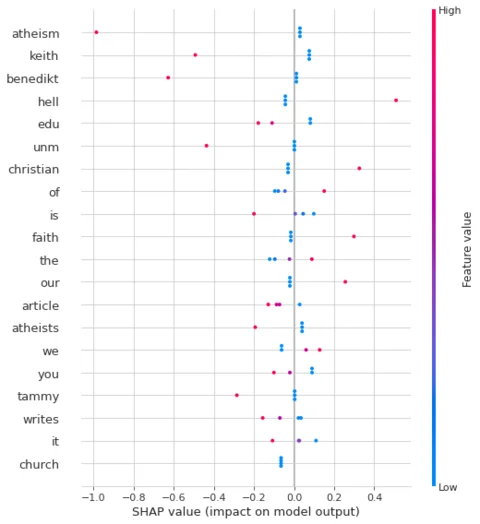 High
atheism
keith
benedikt
hell
edu
unm
christian
of
is
faith
the
our
article
atheists
we
you
tammy
writes
it
church
Feature value
Low
−1.0 −0.8 −0.6 −0.4 −0.2 0.0 0.2 0.4
SHAP value (impact on model output)